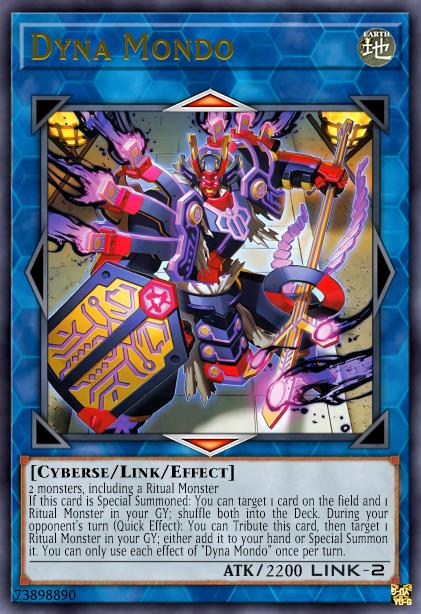 DYNA MONDO
EARTH
地
[CYBERSE/LINK/EFFECT]
2 monsters, including a Ritual Monster
If this card is Special Summoned: You can target 1 card on the field and 1
Ritual Monster in your GY; shuffle both into the Deck. During your
opponent's turn (Quick Effect): You can Tribute this card, then target 1
Ritual Monster in your GY; either add it to your hand or Special Summon
it. You can only use each effect of "Dyna Mondo" once per turn.
ATK/2200 LINK-2
73898890